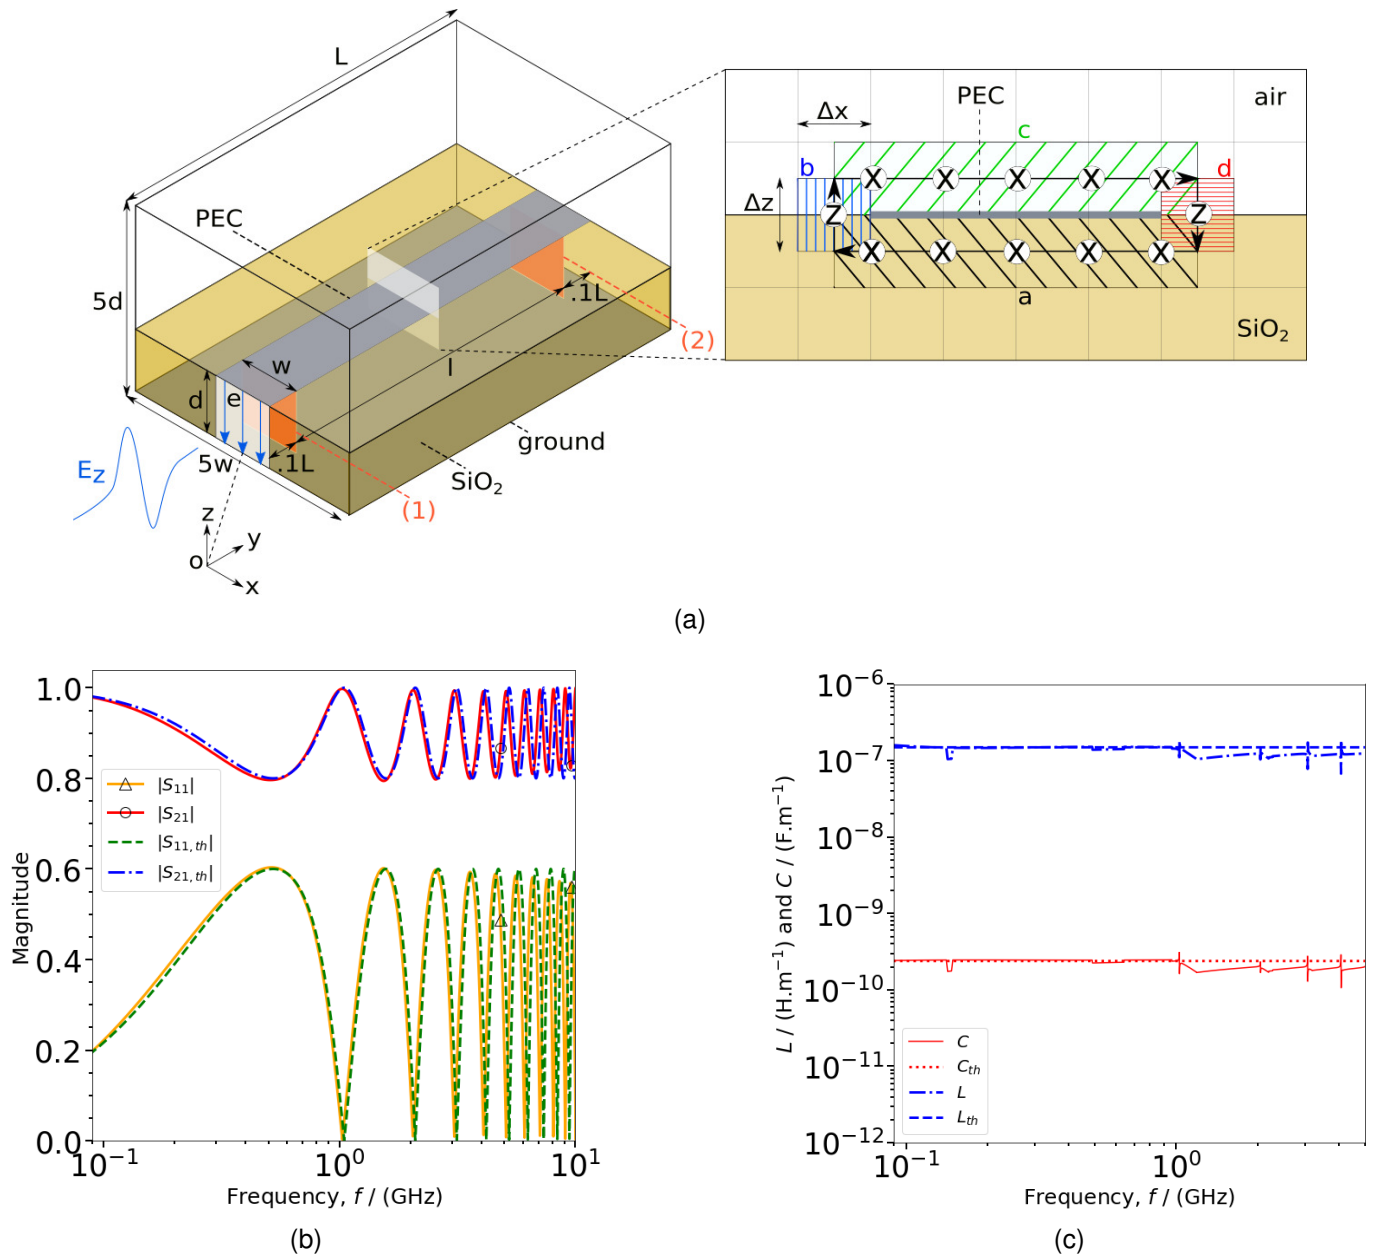 L
PEC
5d
d
e
w
l
.1L
(2)
5w
.1L
ground
SiO2
(1)
Ez
z
y
o
x
PEC
air
Δx
c
b
d
X X X X X
Δz
Z
Z
X X X X X
a
SiO2
(a)
1.0
0.8
0.6
0.4
0.2
0.0
Magnitude
|S11|
|S21|
|S11, th|
|S21, th|
10−1
100
101
Frequency, f / (GHz)
(b)
10−6
10−7
10−8
10−9
10−10
10−11
10−12
L / (H.m−1) and C / (F.m−1)
C
Cth
L
Lth
10−1
100
Frequency, f / (GHz)
(c)